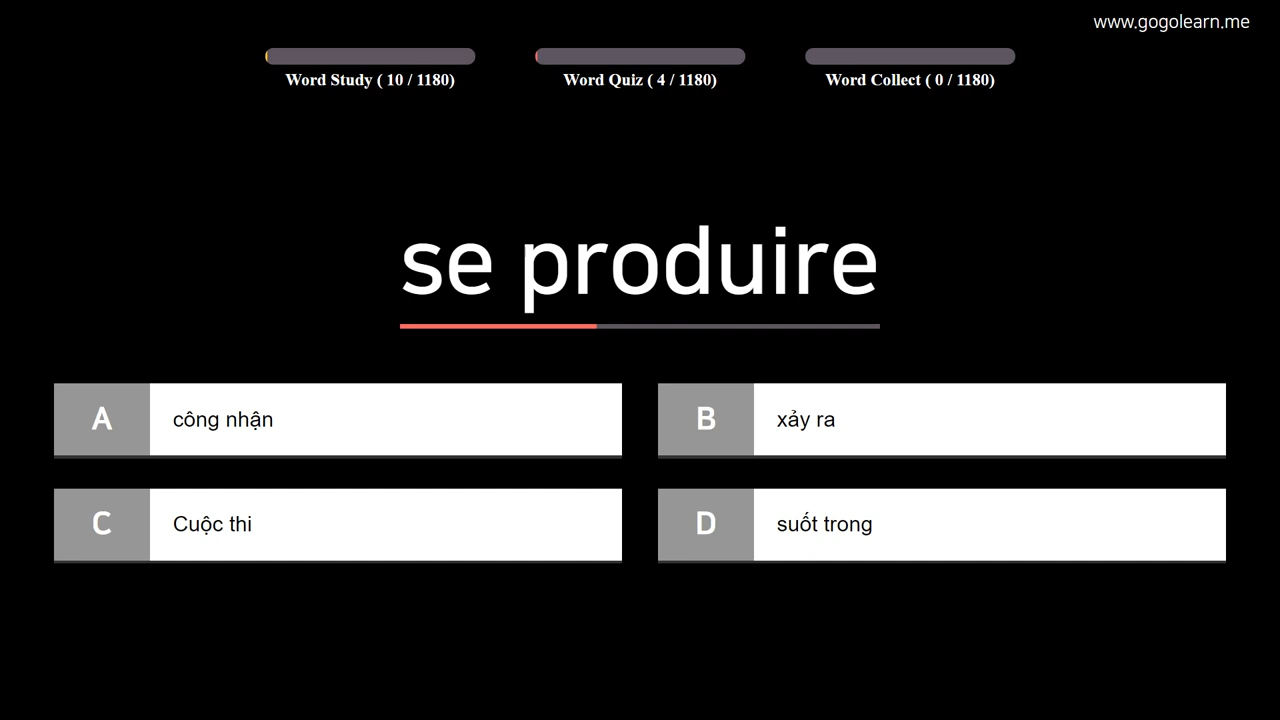 www.gogolearn.me
Word Study ( 10 / 1180)
Word Quiz ( 4 / 1180)
Word Collect ( 0 / 1180)
se produire
A công nhận
B xảy ra
C Cuộc thi
D suốt trong